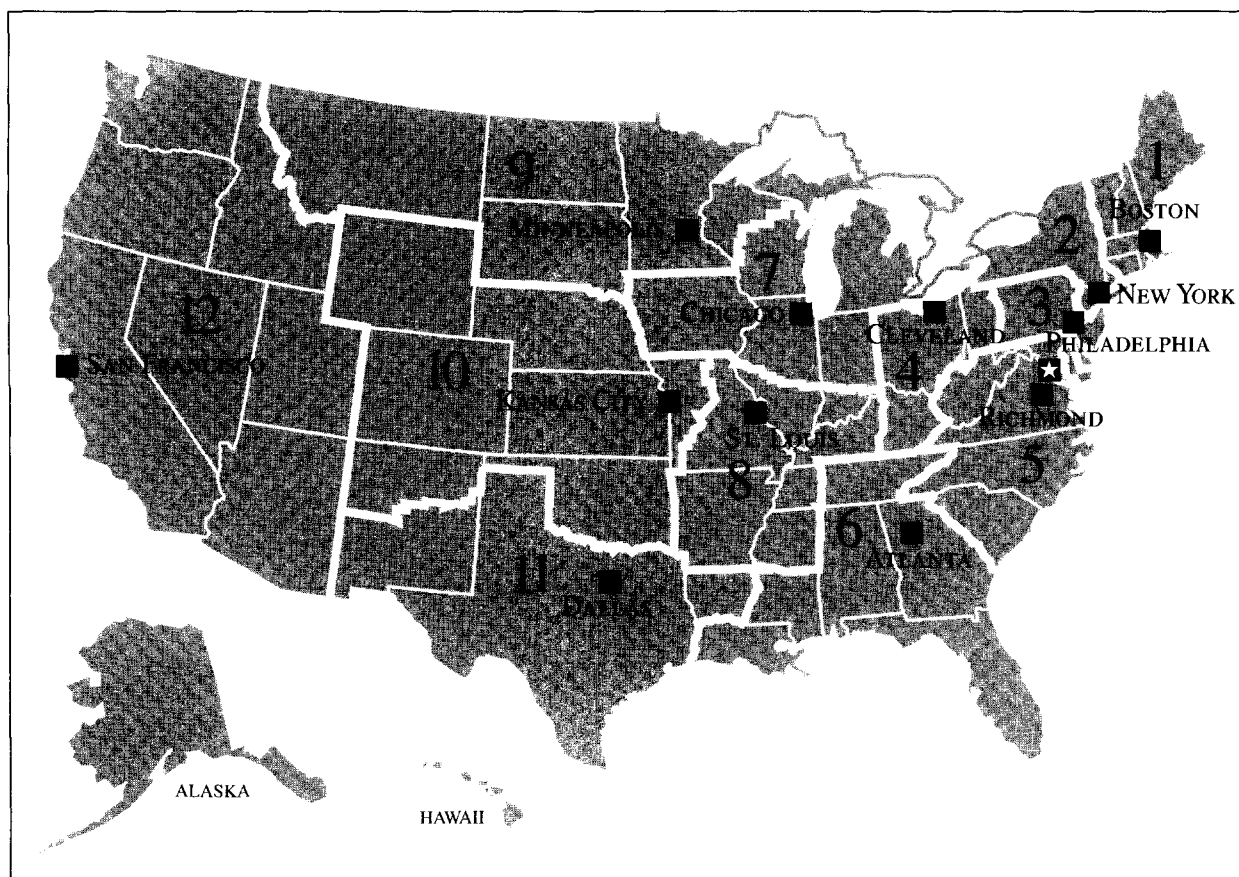 1
BOSTON
9
2
MINNEAPOLIS
7
NEW YORK
12
CHICAGO
3
CLEVELAND
PHILADELPHIA
SAN FRANCISCO
10
4
KANSAS CITY
RICHMOND
ST. LOUIS
5
8
6
ATLANTA
11
DALLAS
ALASKA
HAWAII